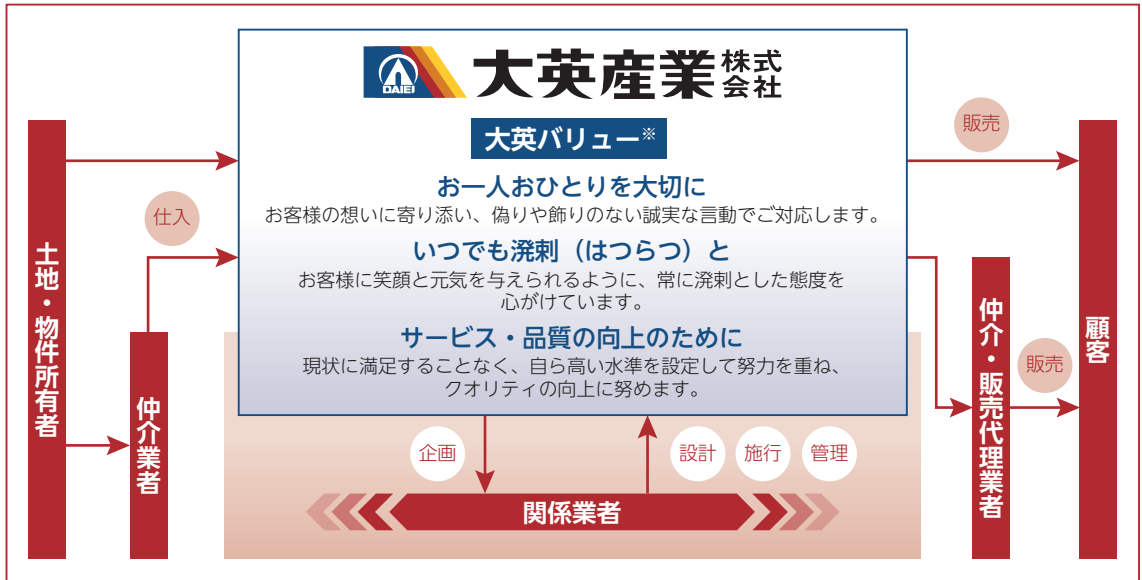 DAIEI
大英産業株式会社
大英バリュー※
お一人おひとりを大切に
お客様の想いに寄り添い、偽りや飾りのない誠実な言動でご対応します。
いつでも溌剌（はつらつ）と
お客様に笑顔と元気を与えられるように、常に溌剌とした態度を
心がけています。
サービス・品質の向上のために
現状に満足することなく、自ら高い水準を設定して努力を重ね、
クオリティの向上に努めます。
土地・物件所有者
仕入
仲介業者
企画
設計
施行
管理
関係業者
販売
仲介・販売代理業者
販売
顧客